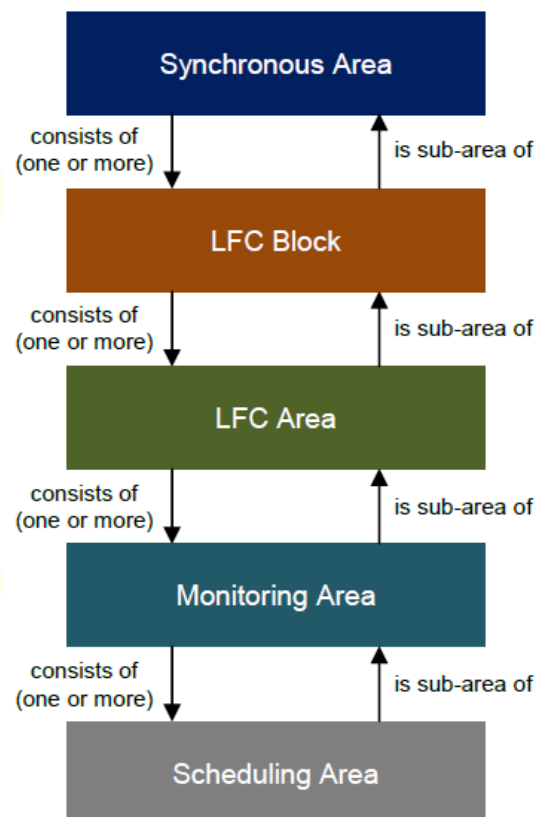 Synchronous Area
consists of
(one or more)
is sub-area of
LFC Block
consists of
(one or more)
is sub-area of
LFC Area
consists of
(one or more)
is sub-area of
Monitoring Area
consists of
(one or more)
is sub-area of
Scheduling Area